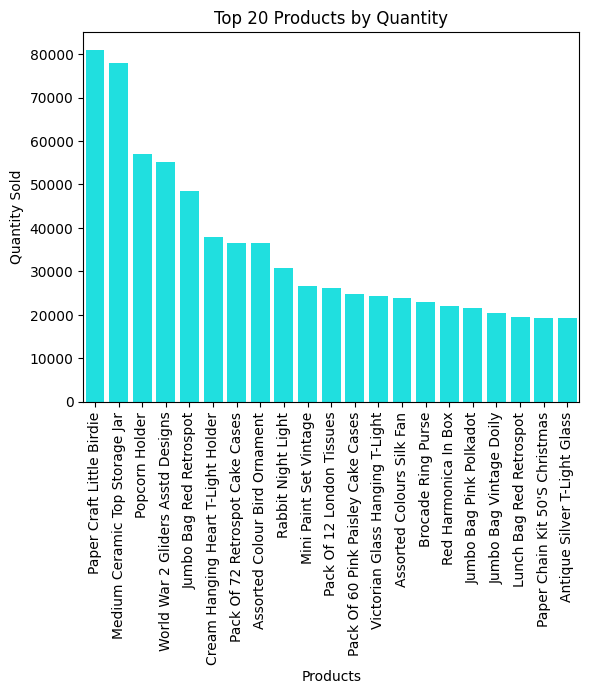 Top 20 Products by Quantity
Quantity Sold
80000
70000
60000
50000
40000
30000
20000
10000
0
Paper Craft Little Birdie
Medium Ceramic Top Storage Jar
Popcorn Holder
World War 2 Gliders Asstd Designs
Jumbo Bag Red Retrospot
Cream Hanging Heart T-Light Holder
Pack Of 72 Retrospot Cake Cases
Assorted Colour Bird Ornament
Rabbit Night Light
Mini Paint Set Vintage
Pack Of 12 London Tissues
Pack Of 60 Pink Paisley Cake Cases
Victorian Glass Hanging T-Light
Assorted Colours Silk Fan
Brocade Ring Purse
Red Harmonica In Box
Jumbo Bag Pink Polkadot
Jumbo Bag Vintage Doily
Lunch Bag Red Retrospot
Paper Chain Kit 50'S Christmas
Antique Silver T-Light Glass
Products